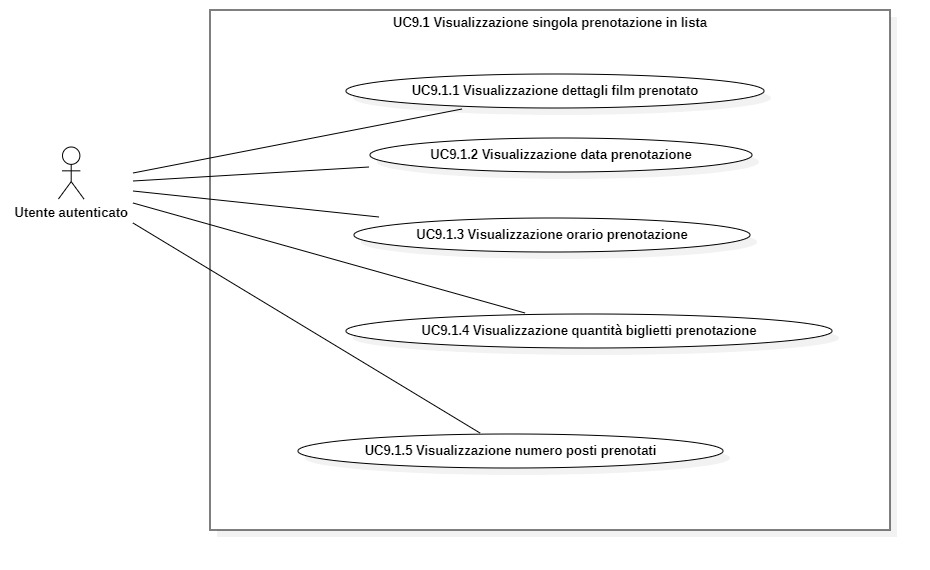 UC9.1 Visualizzazione singola prenotazione in lista
UC9.1.1 Visualizzazione dettagli film prenotato
UC9.1.2 Visualizzazione data prenotazione
Utente autenticato
UC9.1.3 Visualizzazione orario prenotazione
UC9.1.4 Visualizzazione quantità biglietti prenotazione
UC9.1.5 Visualizzazione numero posti prenotati